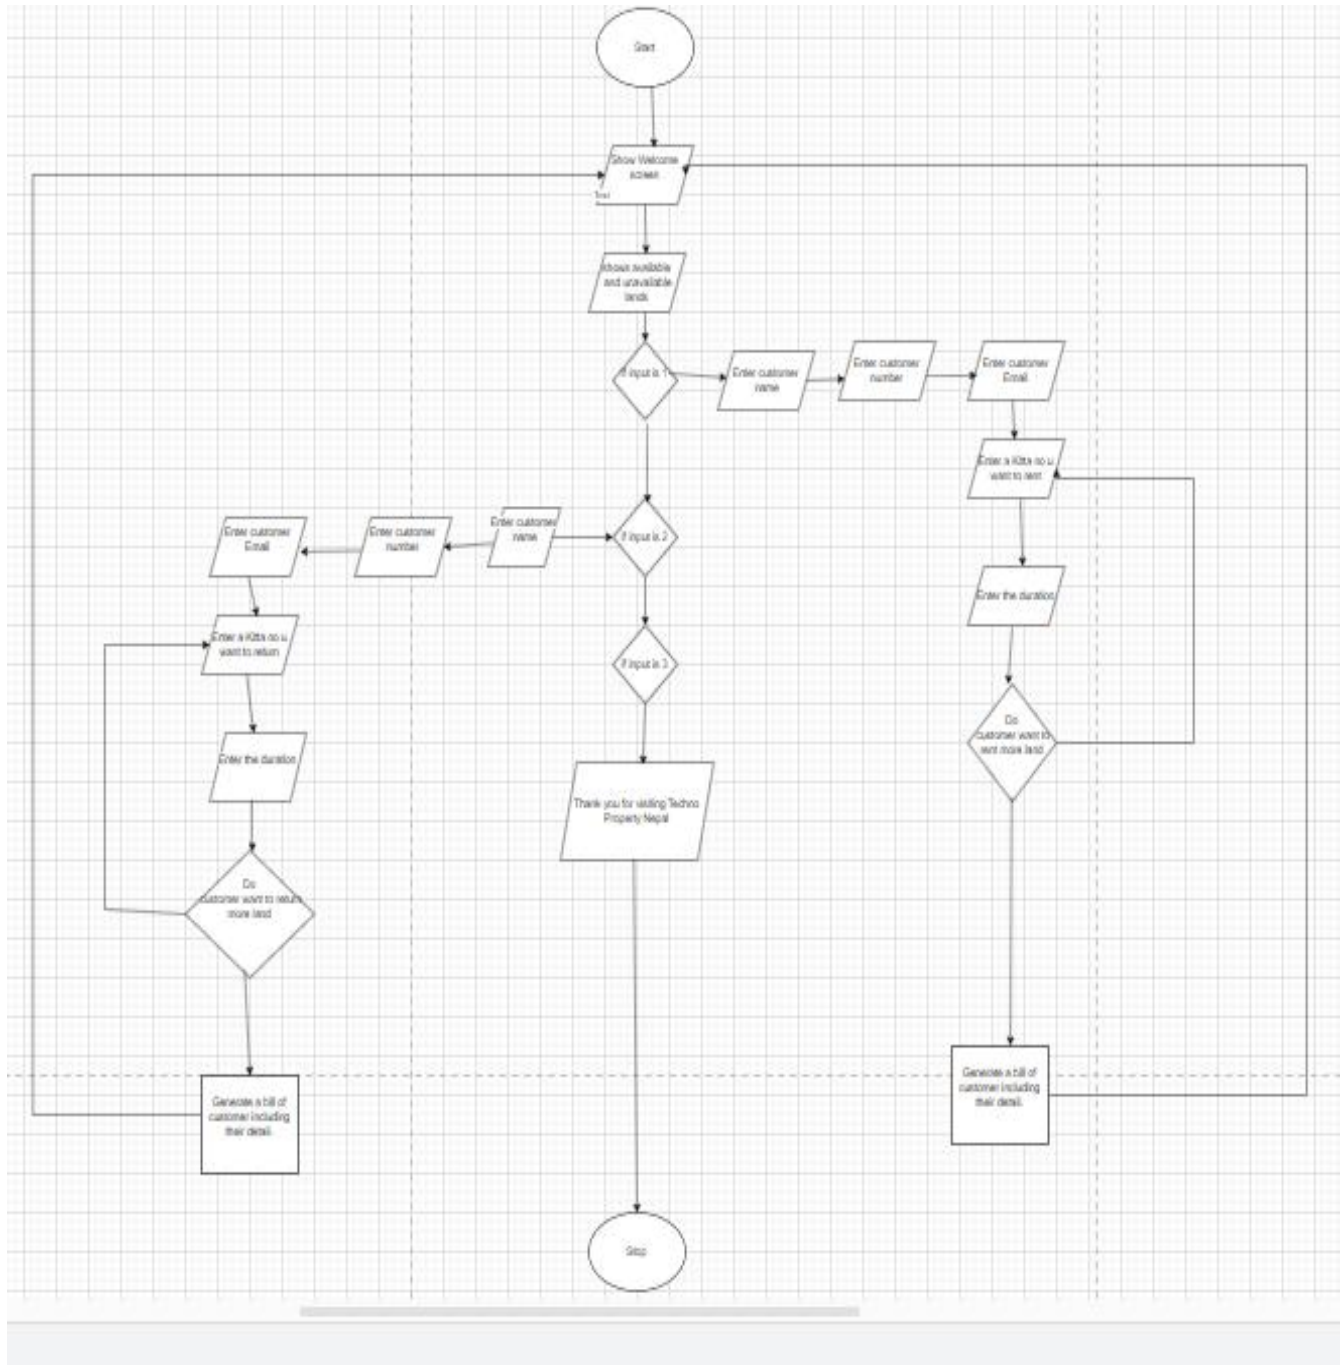 Start
Show Welcome
screen
Text
shows available
and unavailable
lands
If input is 1
Enter customer
name
Enter customer
number
Enter customer
Email
Enter a Kitta no u
want to rent
Enter the duration
Do
customer want to
rent more land
Generate a bill of
customer including
their detail.
If input is 2
Enter customer
name
Enter customer
number
Enter customer
Email
Enter a Kitta no u
want to return
Enter the duration
Do
customer want to return
more land
Generate a bill of
customer including
their detail.
If input is 3
Thank you for visiting Techno
Property Nepal
Stop